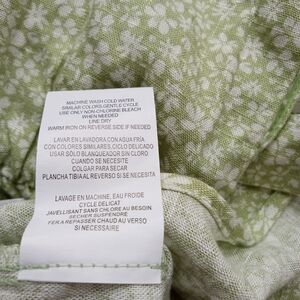 MACHINE WASH COLD WATER
SIMILAR COLORS,GENTLE CYCLE
USE ONLY NON-CHLORINE BLEACH
WHEN NEEDED
LINE DRY
WARM IRON ON REVERSE SIDE IF NEEDED
LAVAR EN LAVADORA CON AGUA FRÍA
CON COLORES SIMILARES, CICLO DELICADO
USAR SÓLO BLANQUEADOR SIN CLORO
CUANDO SE NECESITE
COLGAR PARA SECAR
PLANCHA TIBIA AL REVERSO SI SE NECESITA
LAVAGE EN MACHINE, EAU FROIDE
CYCLE DELICAT
JAVELLISANT SANS CHLORE AU BESOIN
SECHER SUSPENDRE
FER A REPASSER CHAUD AU VERSO
SI NECESSAIRE